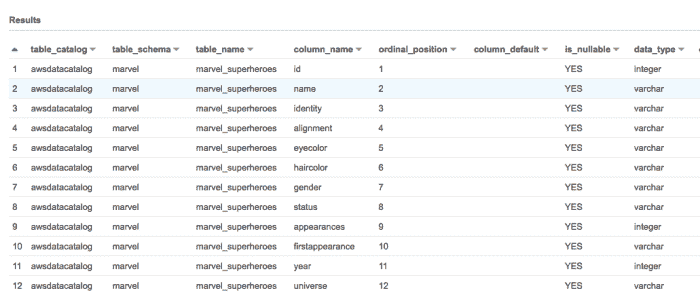 Results
table_catalog table_schema table_name column_name ordinal_position column_default is_nullable data_type
1 awsdatacatalog marvel marvel_superheroes id 1 YES integer
2 awsdatacatalog marvel marvel_superheroes name 2 YES varchar
3 awsdatacatalog marvel marvel_superheroes identity 3 YES varchar
4 awsdatacatalog marvel marvel_superheroes alignment 4 YES varchar
5 awsdatacatalog marvel marvel_superheroes eyecolor 5 YES varchar
6 awsdatacatalog marvel marvel_superheroes haircolor 6 YES varchar
7 awsdatacatalog marvel marvel_superheroes gender 7 YES varchar
8 awsdatacatalog marvel marvel_superheroes status 8 YES varchar
9 awsdatacatalog marvel marvel_superheroes appearances 9 YES integer
10 awsdatacatalog marvel marvel_superheroes firstappearance 10 YES varchar
11 awsdatacatalog marvel marvel_superheroes year 11 YES integer
12 awsdatacatalog marvel marvel_superheroes universe 12 YES varchar